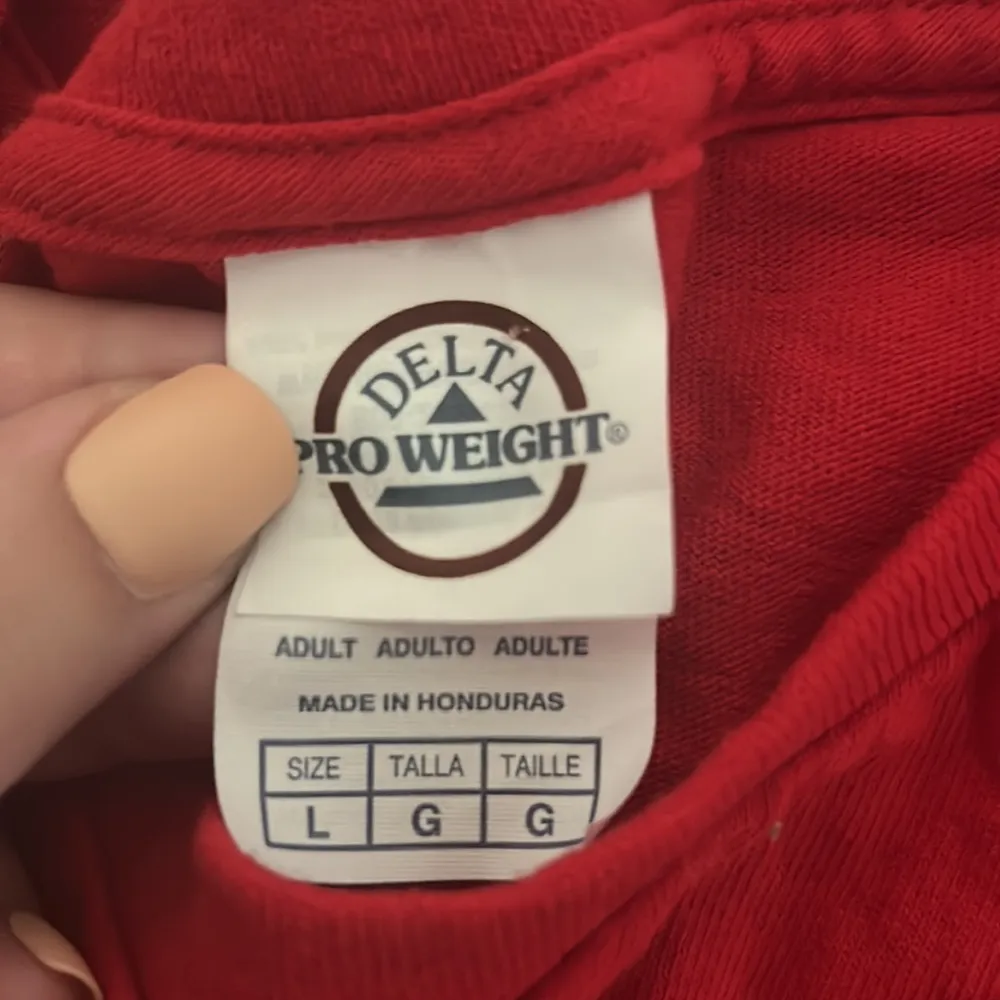 DELTA
PRO WEIGHT®
ADULT ADULTO ADULTE
MADE IN HONDURAS
SIZE TALLA TAILLE
L G G